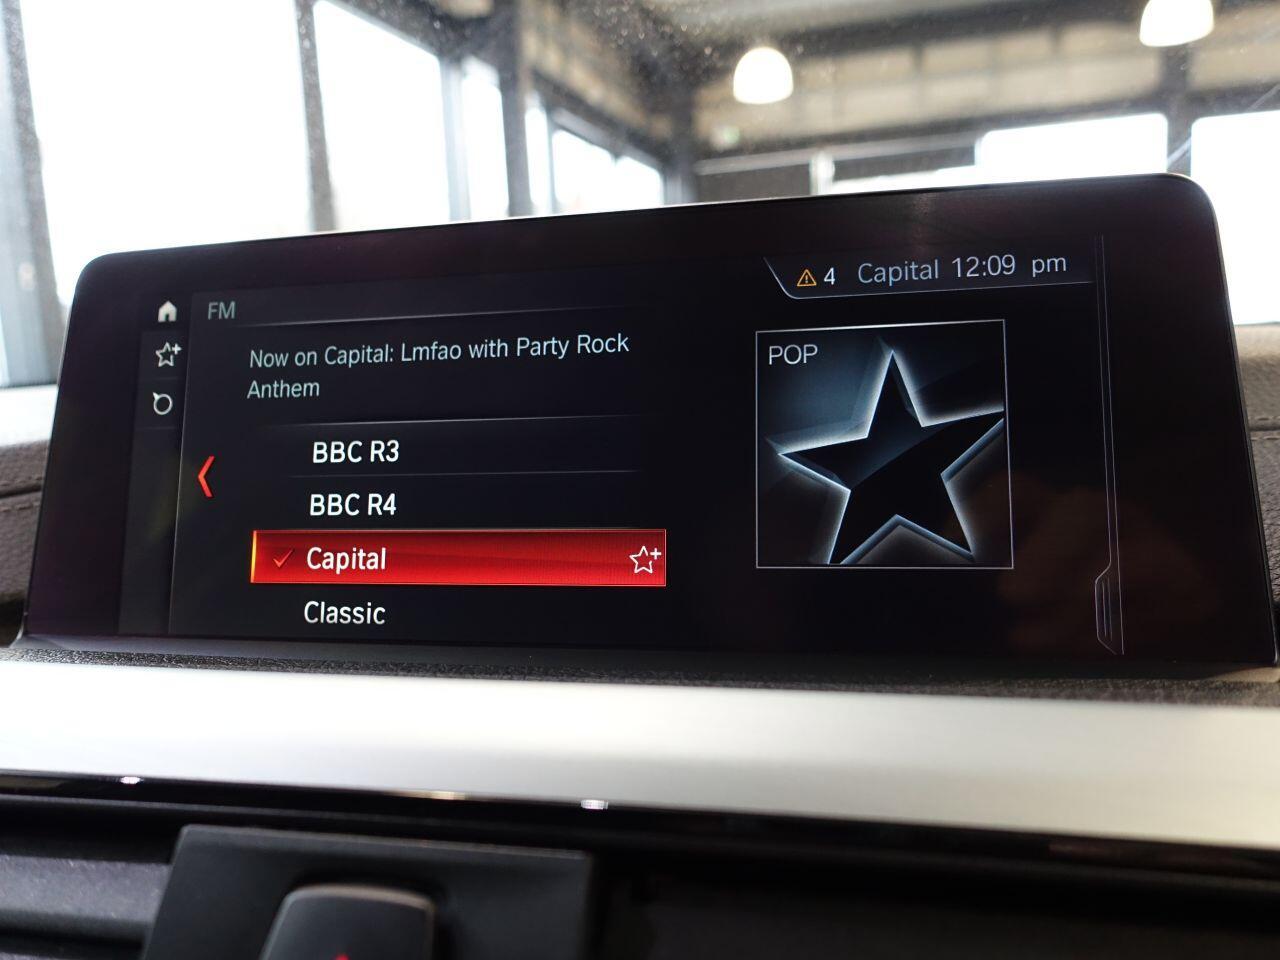 4 Capital 12:09 pm
FM
Now on Capital: Lmfao with Party Rock
Anthem
POP
BBC R3
BBC R4
Capital
Classic